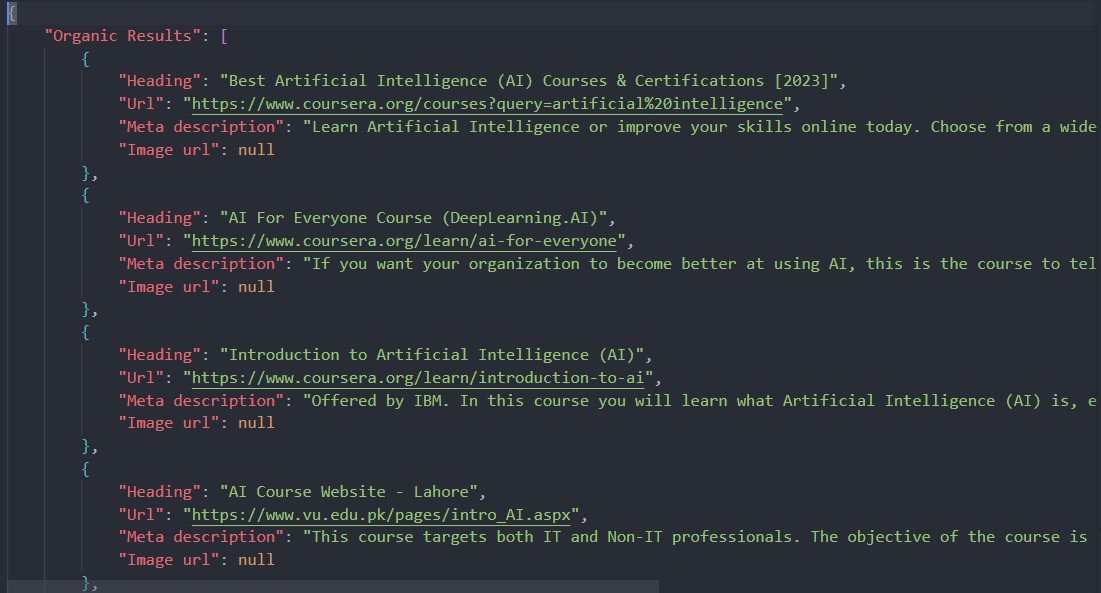 {
    "Organic Results": [
        {
            "Heading": "Best Artificial Intelligence (AI) Courses & Certifications [2023]",
            "Url": "https://www.coursera.org/courses?query=artificial%20intelligence",
            "Meta description": "Learn Artificial Intelligence or improve your skills online today. Choose from a wide
            "Image url": null
        },
        {
            "Heading": "AI For Everyone Course (DeepLearning.AI)",
            "Url": "https://www.coursera.org/learn/ai-for-everyone",
            "Meta description": "If you want your organization to become better at using AI, this is the course to tel
            "Image url": null
        },
        {
            "Heading": "Introduction to Artificial Intelligence (AI)",
            "Url": "https://www.coursera.org/learn/introduction-to-ai",
            "Meta description": "Offered by IBM. In this course you will learn what Artificial Intelligence (AI) is, e
            "Image url": null
        },
        {
            "Heading": "AI Course Website - Lahore",
            "Url": "https://www.vu.edu.pk/pages/intro_AI.aspx",
            "Meta description": "This course targets both IT and Non-IT professionals. The objective of the course is
            "Image url": null
        },